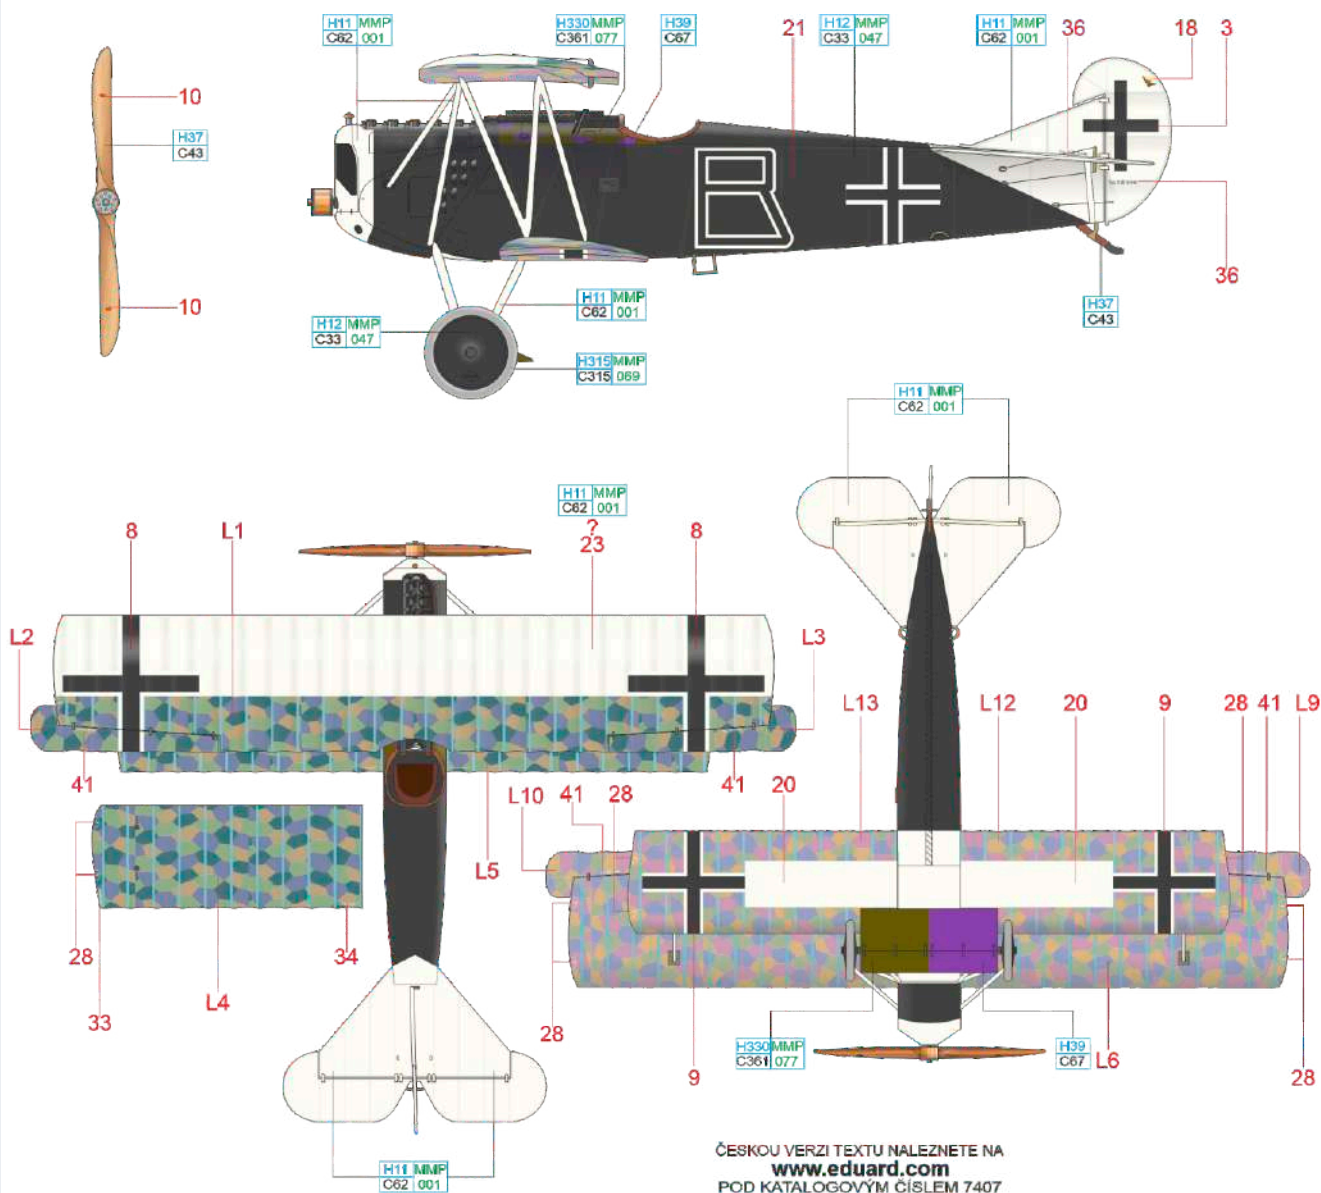 H11 MMP
C62 001
H330 MMP
C361 077
H39
C67
21
H12 MMP
C33 047
H11 MMP
C62 001
36
18
3
10
H37
C43
10
B
36
H37
C43
H11 MMP
C62 001
H12 MMP
C33 047
H315 MMP
C315 069
H11 MMP
C62 001
H11 MMP
C62 001
?
8
L1
23
8
L2
L3
41
41
L13
L12
20
9
28
41
L9
L10
41
28
20
L5
28
34
L4
33
28
9
H330 MMP
C361 077
H39
C67
L6
28
H11 MMP
C62 001
ČESKOU VERZI TEXTU NALEZNETE NA
www.eduard.com
POD KATALOGOVÝM ČÍSLEM 7407